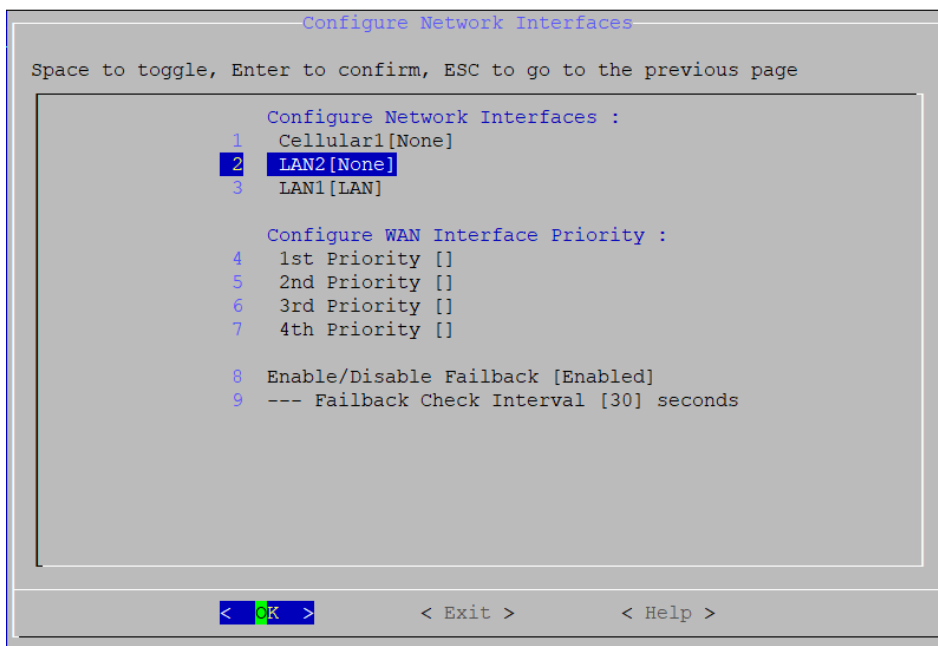 Configure Network Interfaces
Space to toggle, Enter to confirm, ESC to go to the previous page
Configure Network Interfaces :
1 Cellular1[None]
2 LAN2[None]
3 LAN1[LAN]
Configure WAN Interface Priority :
4 1st Priority []
5 2nd Priority []
6 3rd Priority []
7 4th Priority []
8 Enable/Disable Failback [Enabled]
9 --- Failback Check Interval [30] seconds
< OK > < Exit > < Help >